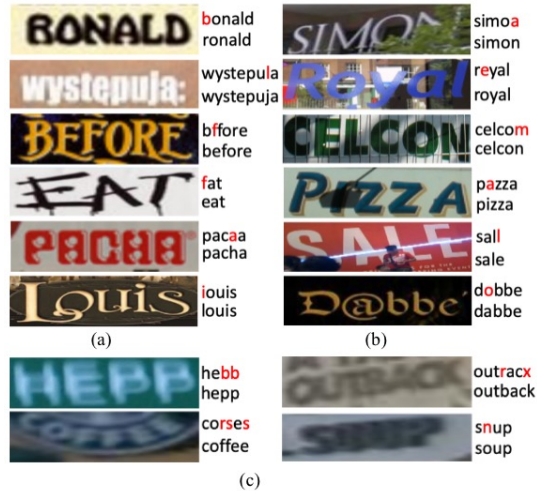 RONALD
bonald
ronald
wystepują:
wystepula
wystepuja
BEFORE
bffore
before
EAT
fat
eat
PACHA
pacaa
pacha
LOUIS
iouis
louis
(a)
SIMON
simoa
simon
Royal
reyal
royal
CELCON
celcom
celcon
PIZZA
pazza
pizza
SALE
sall
sale
D@bbe
dobbe
dabbe
(b)
HEPP
hebb
hepp
COFFEE
corses
coffee
OUTBACK
outracx
outback
SOUP
snup
soup
(c)